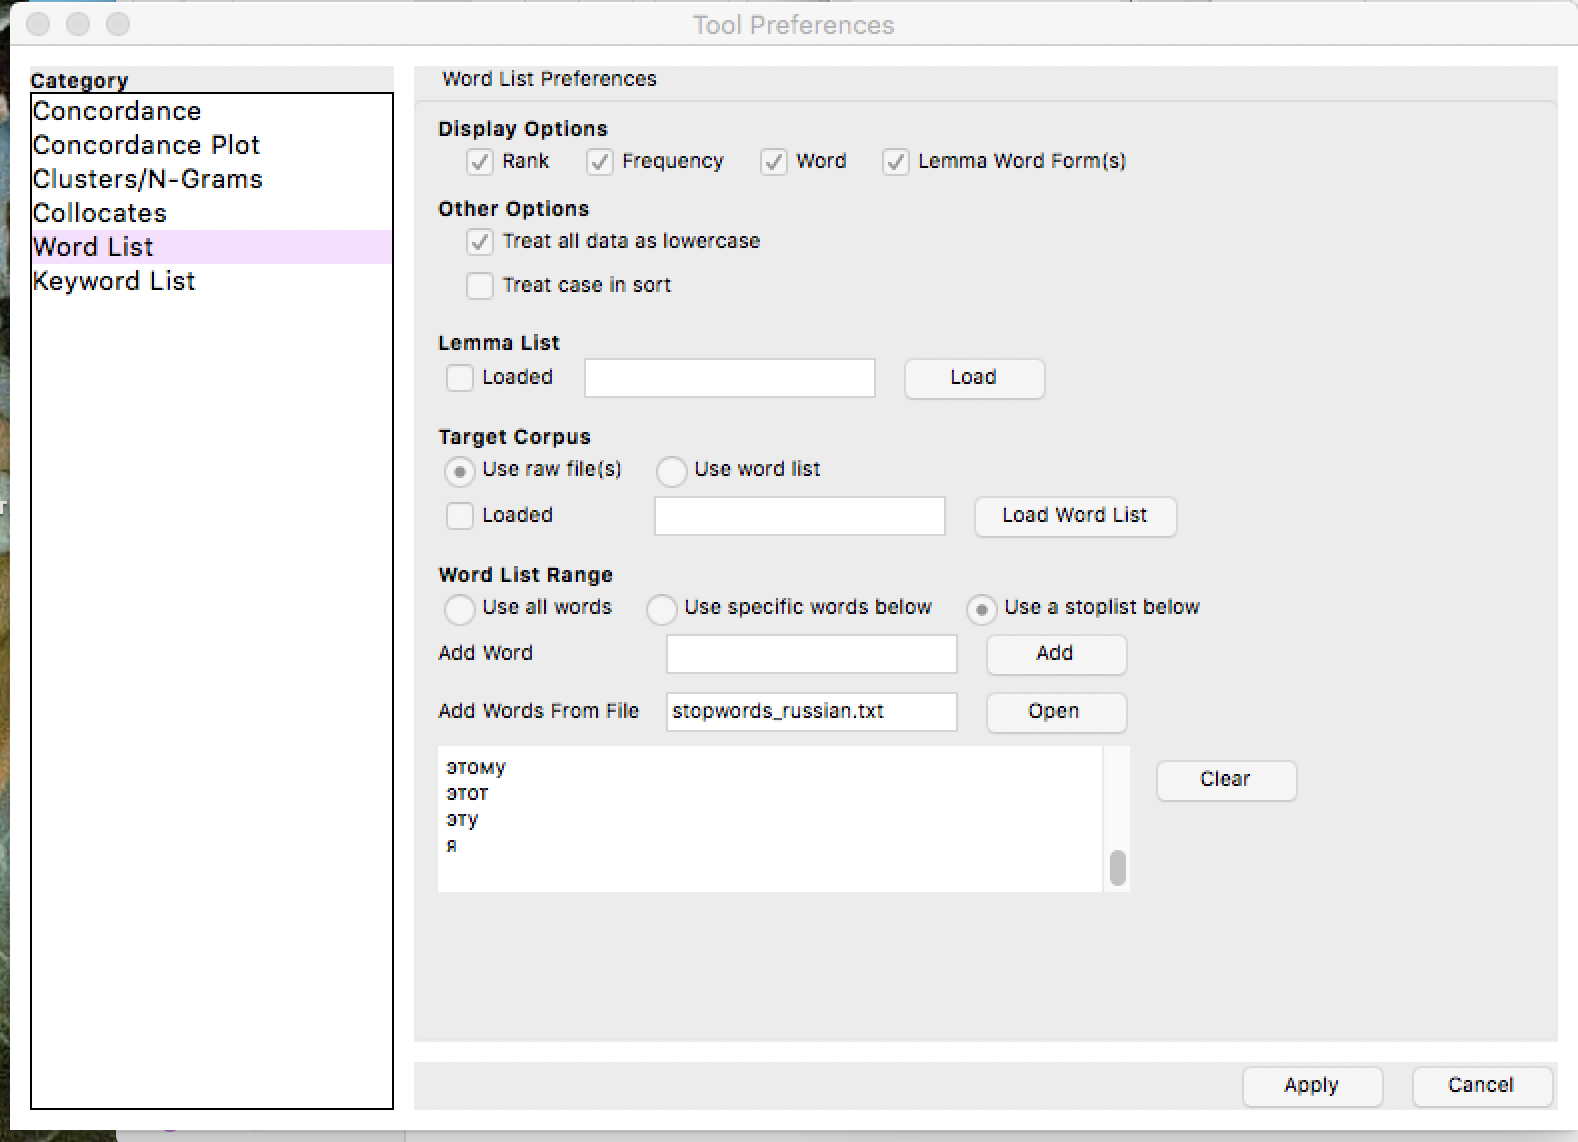 Tool Preferences
Category
Concordance
Concordance Plot
Clusters/N-Grams
Collocates
Word List
Keyword List
Word List Preferences
Display Options
Rank Frequency Word Lemma Word Form(s)
Other Options
Treat all data as lowercase
Treat case in sort
Lemma List
Loaded Load
Target Corpus
Use raw file(s) Use word list
Loaded Load Word List
Word List Range
Use all words Use specific words below Use a stoplist below
Add Word Add
Add Words From File stopwords_russian.txt Open
этому
этот
эту
я
Clear
Apply Cancel